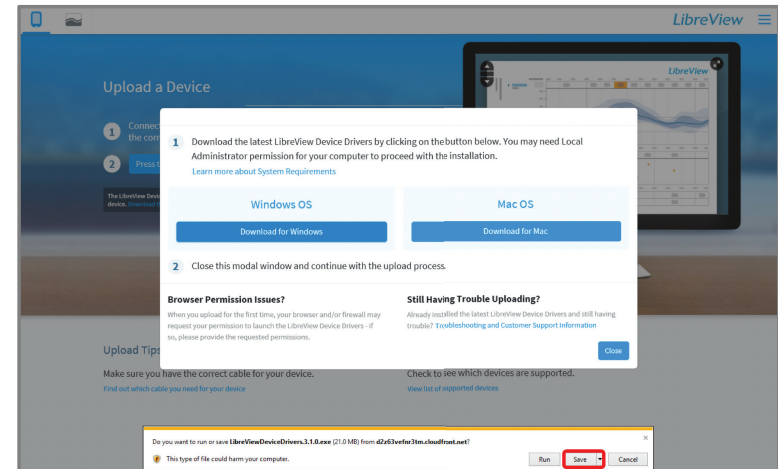 LibreView
LibreView
Upload a Device
1 Connec
the corr
2 Press t
The LibreView Devic
device. Download th
1 Download the latest LibreView Device Drivers by clicking on the button below. You may need Local
Administrator permission for your computer to proceed with the installation.
Learn more about System Requirements
Windows OS
Mac OS
Download for Windows
Download for Mac
2 Close this modal window and continue with the upload process.
Browser Permission Issues?
When you upload for the first time, your browser and/or firewall may
request your permission to launch the LibreView Device Drivers - if
so, please provide the requested permissions.
Still Having Trouble Uploading?
Already installed the latest LibreView Device Drivers and still having
trouble? Troubleshooting and Customer Support Information
Close
Upload Tips
Make sure you have the correct cable for your device.
Find out which cable you need for your device
Check to see which devices are supported.
View list of supported devices
Do you want to run or save LibreViewDeviceDrivers.3.1.0.exe (21.0 MB) from d2z63vefnr3tm.cloudfront.net?
This type of file could harm your computer.
Run
Save
Cancel